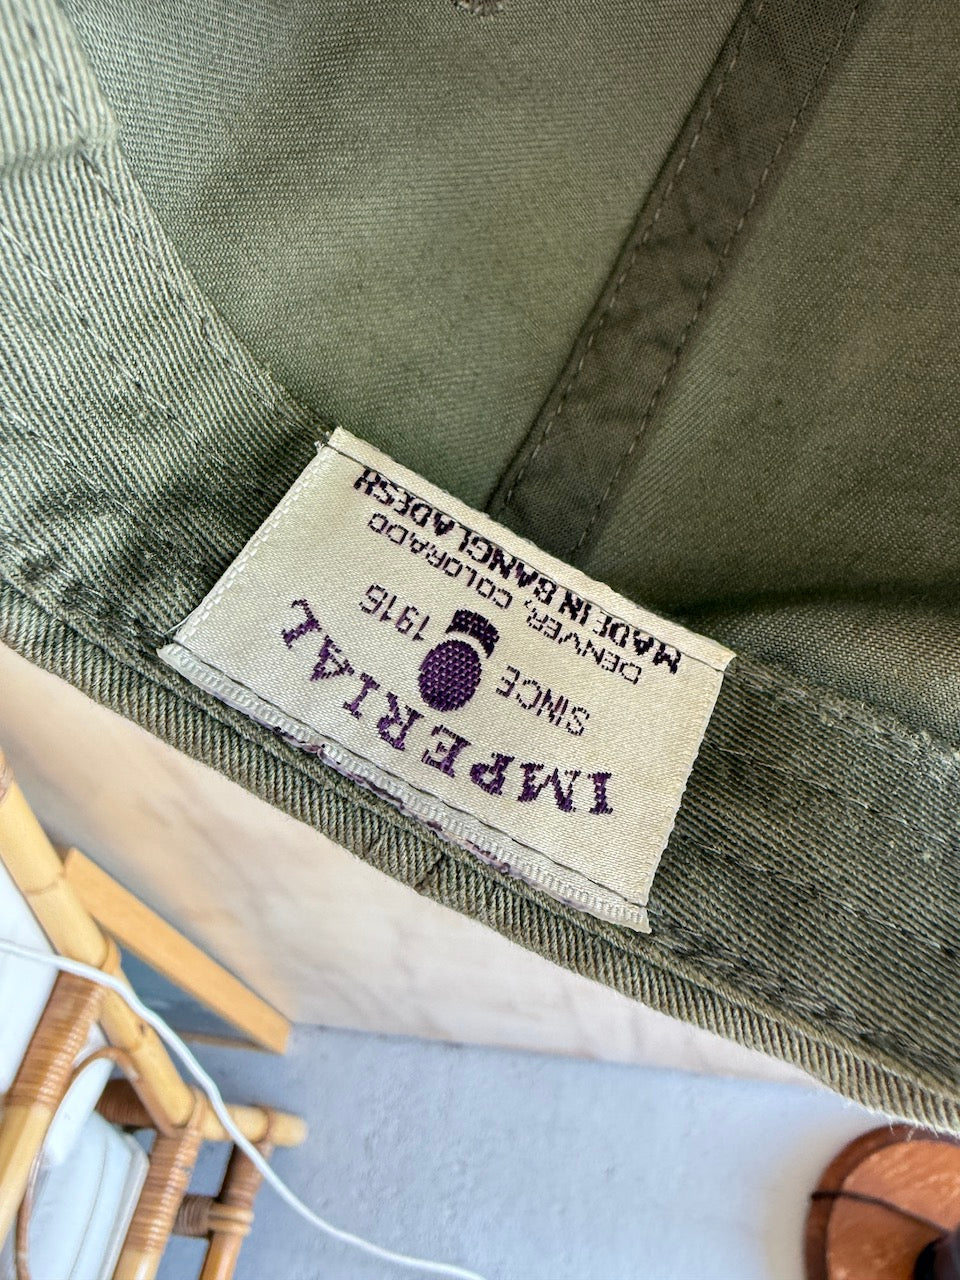 IMPERIAL
SINCE 1916
DENVER, COLORADO
MADE IN BANGLADESH